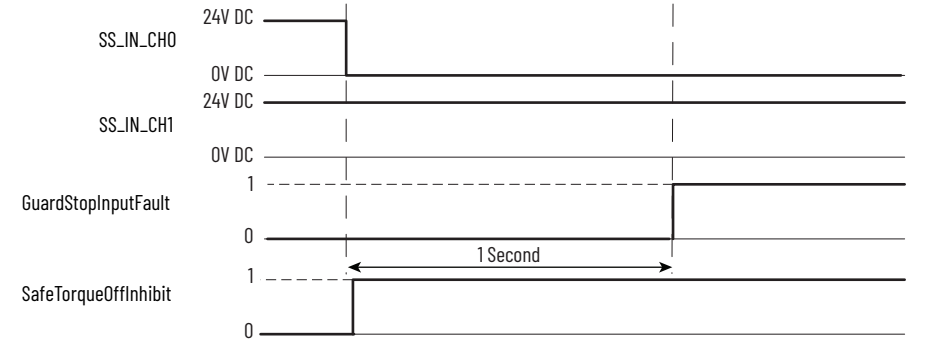 24V DC
SS_IN_CH0
0V DC
24V DC
SS_IN_CH1
0V DC
1
GuardStopInputFault
0
1 Second
1
SafeTorqueOffInhibit
0